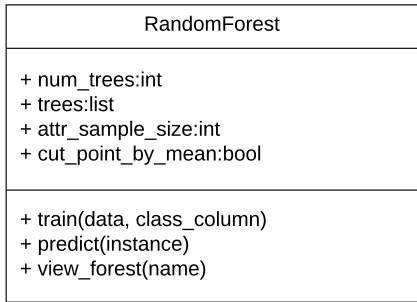 RandomForest
+ num_trees:int
+ trees:list
+ attr_sample_size:int
+ cut_point_by_mean:bool
+ train(data, class_column)
+ predict(instance)
+ view_forest(name)